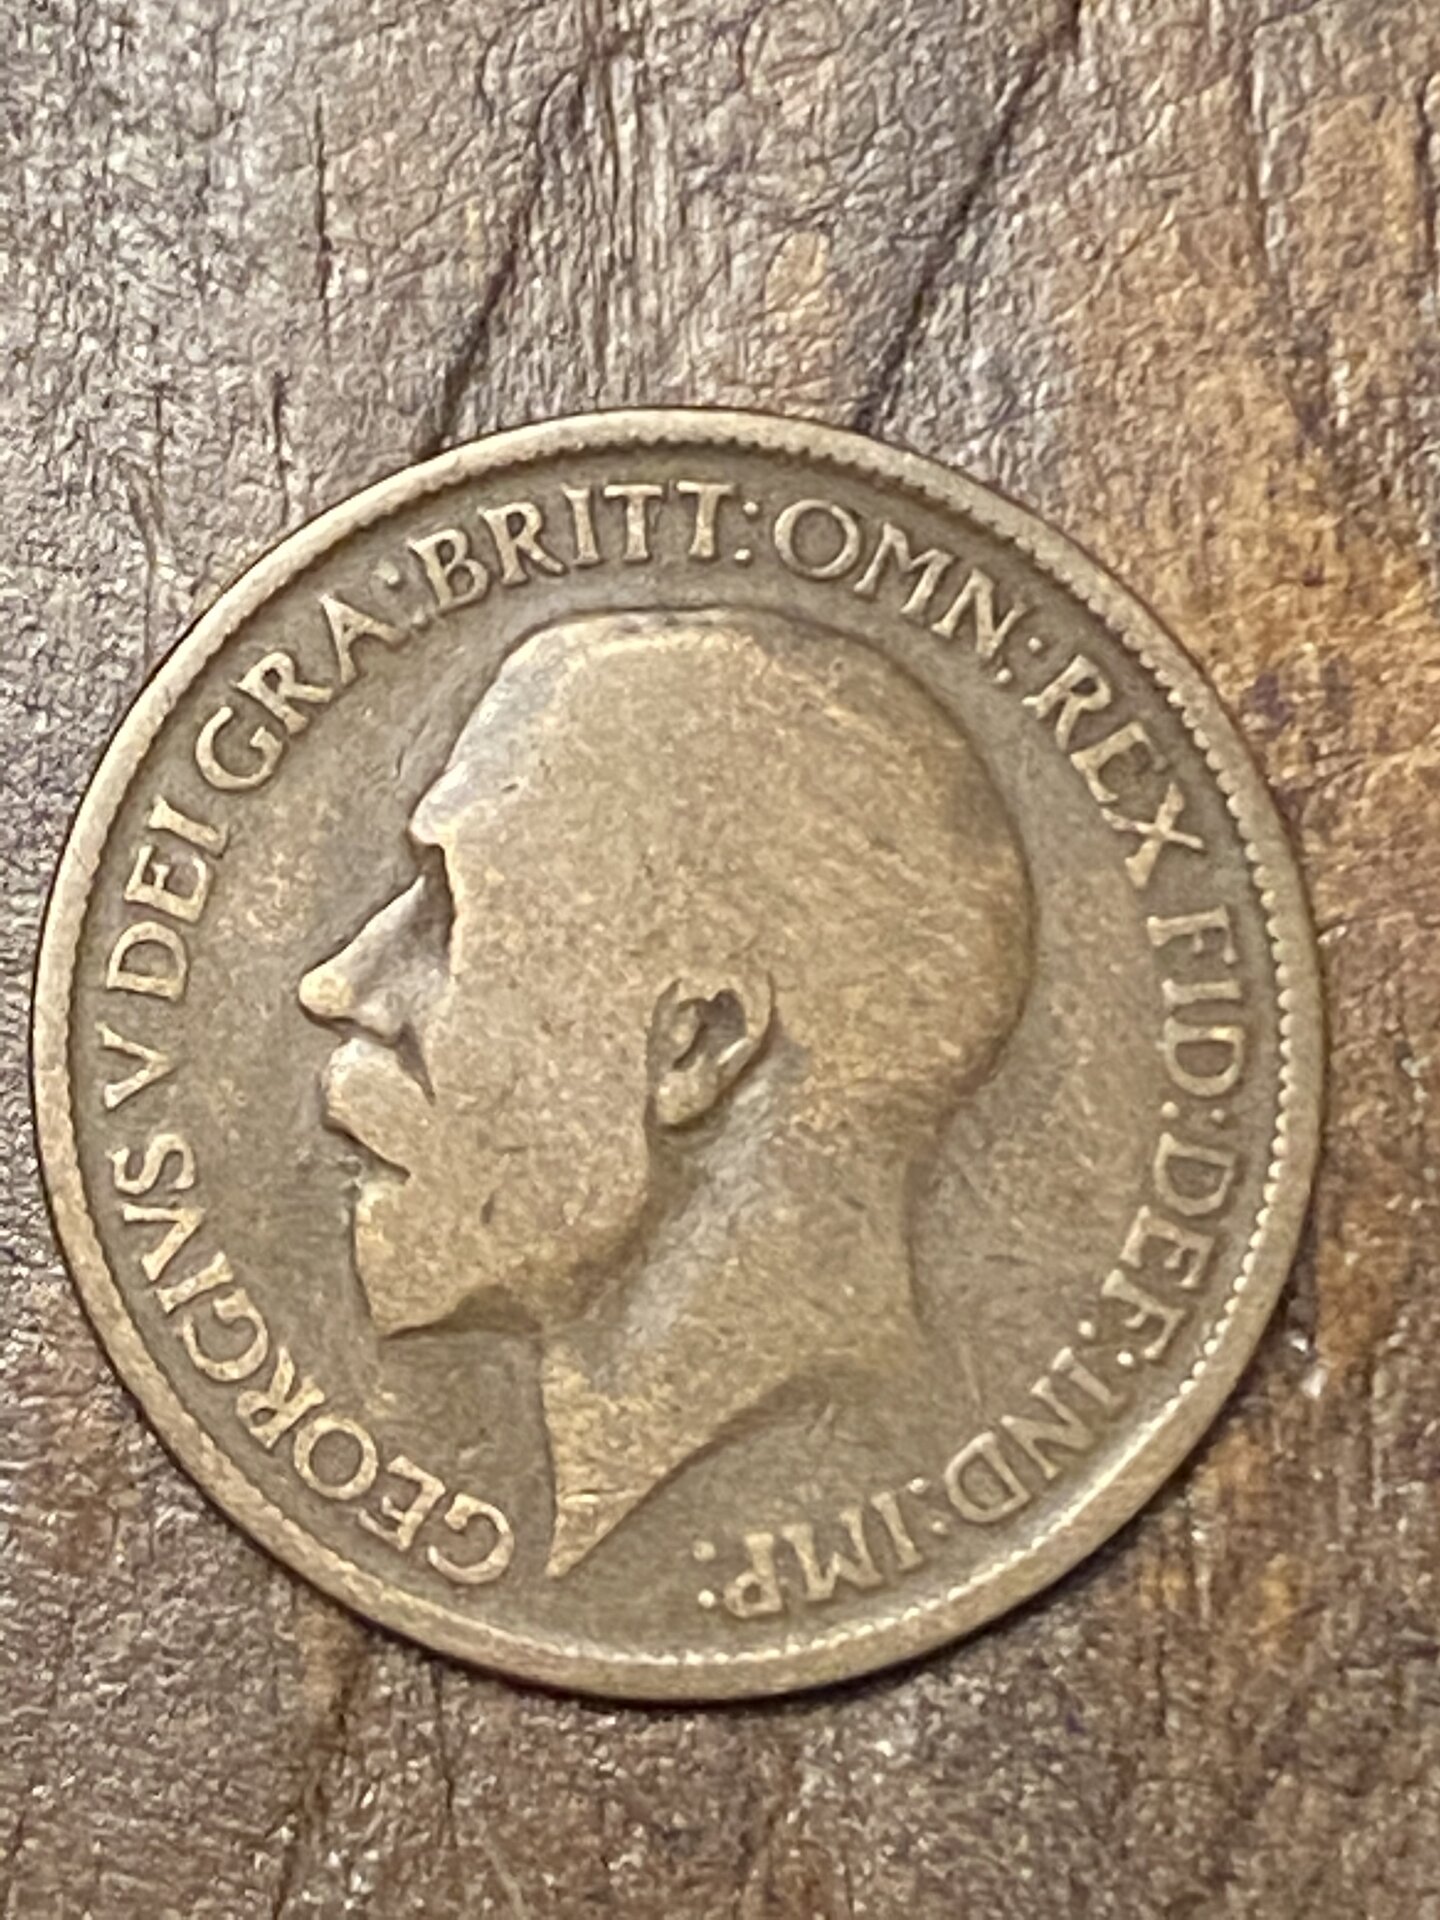 GEORGIVS V DEI GRA: BRITT: OMN: REX FID: DEF: IND: IMP: